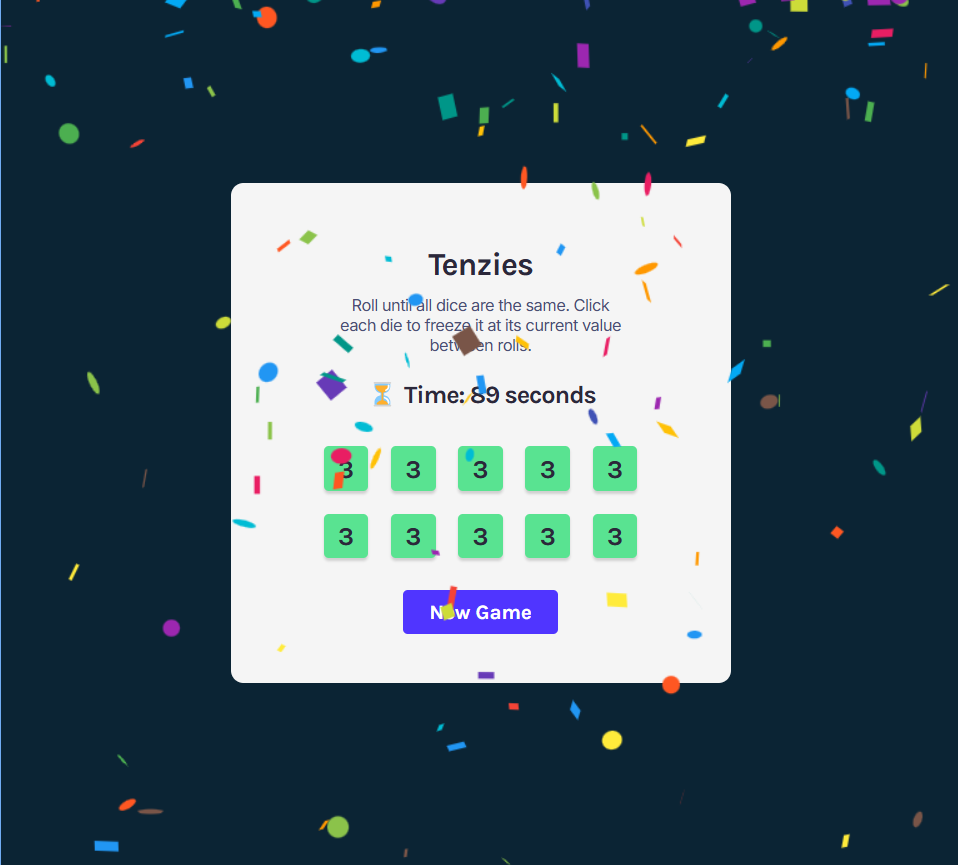 Tenzies
Roll until all dice are the same. Click
each die to freeze it at its current value
between rolls.
⏳ Time: 89 seconds
3 3 3 3 3
3 3 3 3 3
New Game